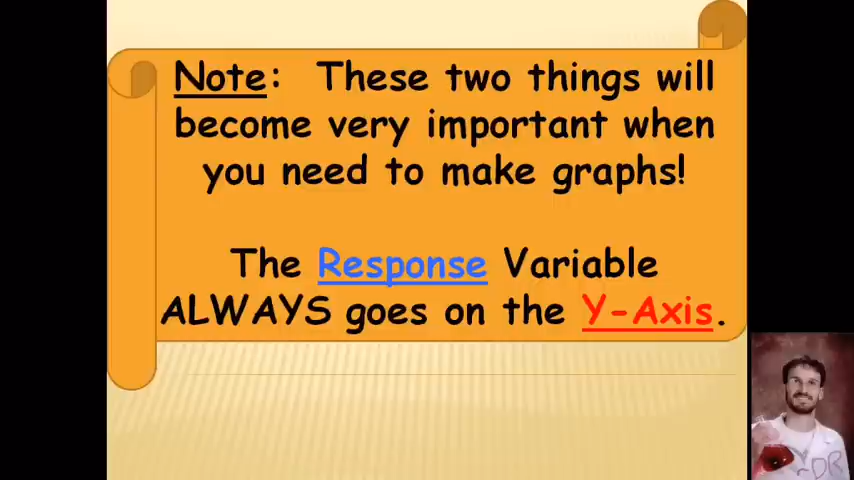 Note: These two things will
become very important when
you need to make graphs!
The Response Variable
ALWAYS goes on the Y-Axis.
DR